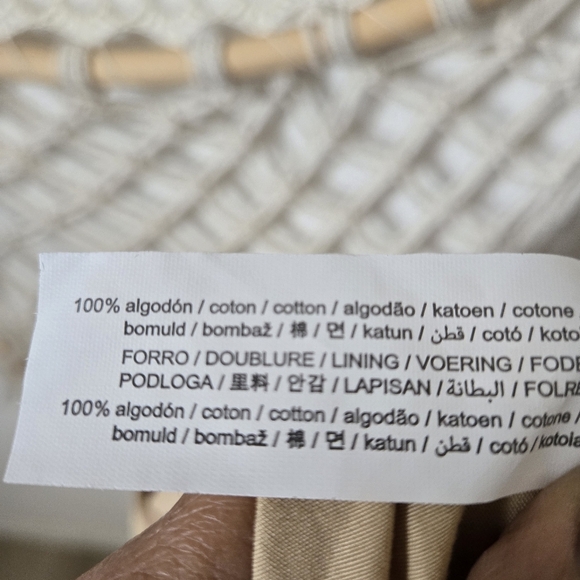 100% algodón / coton / cotton / algodão / katoen / cotone
bomuld / bombaž / 棉 / 면 / katun / قطن / cotó /
FORRO / DOUBLURE / LINING / VOERING /
PODLOGA / 里料 / 안감 / LAPISAN / البطانة /
100% algodón / coton / cotton / algodão / katoen / cotone /
bomuld / bombaž / 棉 / 면 / katun / قطن / cotó /